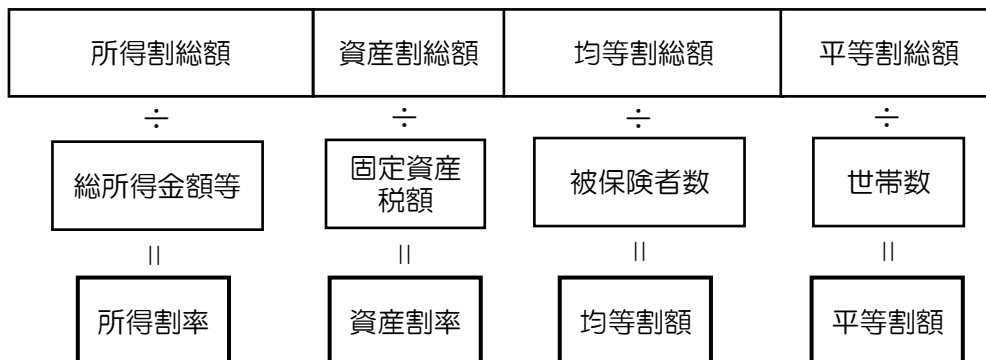 所得割総額 資産割総額 均等割総額 平等割総額
÷ ÷ ÷ ÷
総所得金額等 固定資産税額 被保険者数 世帯数
＝ ＝ ＝ ＝
所得割率 資産割率 均等割額 平等割額